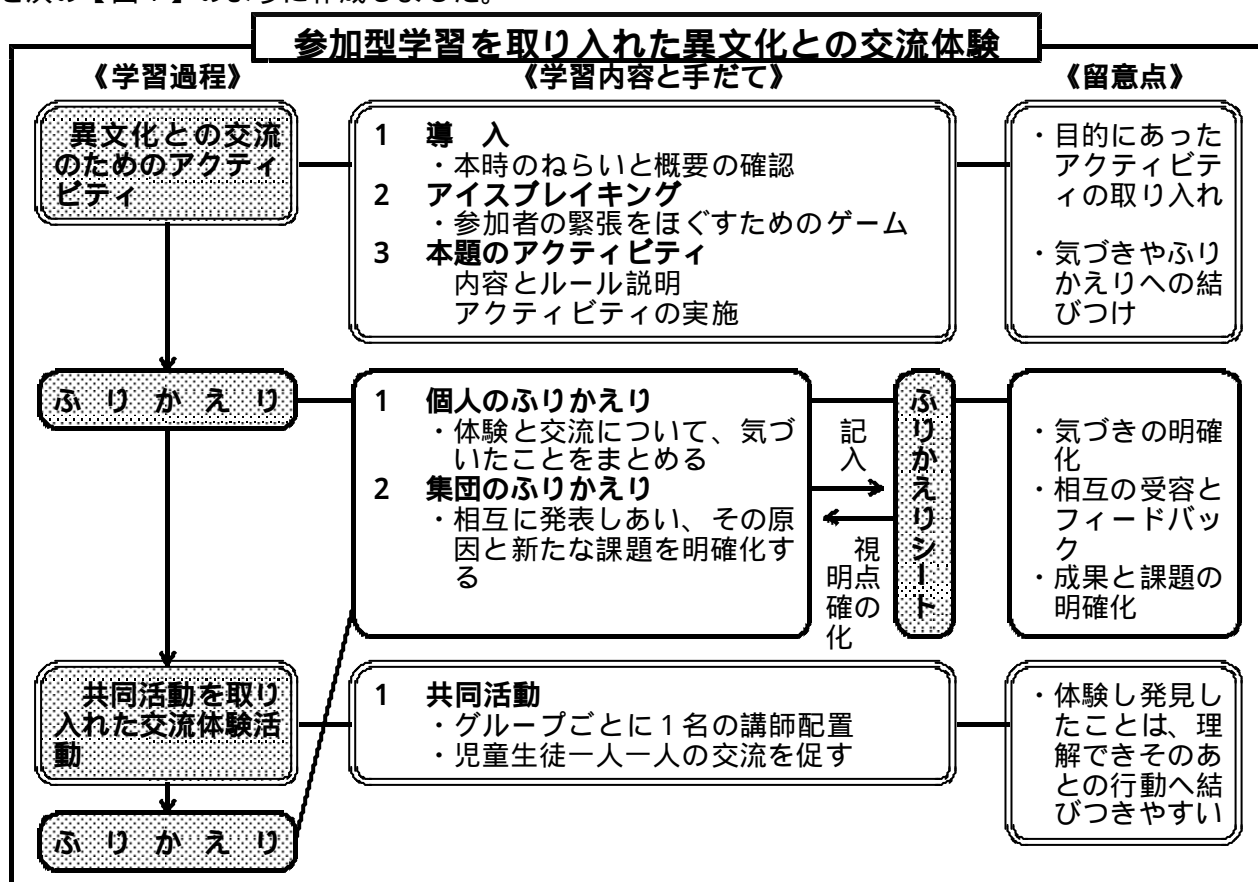 参加型学習を取り入れた異文化との交流体験
《学習過程》
《学習内容と手だて》
《留意点》
異文化との交流
のためのアクティ
ビティ
1 導 入
・本時のねらいと概要の確認
2 アイスブレイキング
・参加者の緊張をほぐすためのゲーム
3 本題のアクティビティ
内容とルール説明
アクティビティの実施
・目的にあった
アクティビテ
ィの取り入れ
・気づきやふり
かえりへの結
びつけ
ふ り か え り
1 個人のふりかえり
・体験と交流について、気づ
いたことをまとめる
2 集団のふりかえり
・相互に発表しあい、その原
因と新たな課題を明確化す
る
記入
視点の
明確化
ふりかえりシート
・気づきの明確
化
・相互の受容と
フィードバッ
ク
・成果と課題の
明確化
共同活動を取り
入れた交流体験活
動
1 共同活動
・グループごとに1名の講師配置
・児童生徒一人一人の交流を促す
・体験し発見し
たことは、理
解できそのあ
との行動へ結
びつきやすい
ふ り か え り